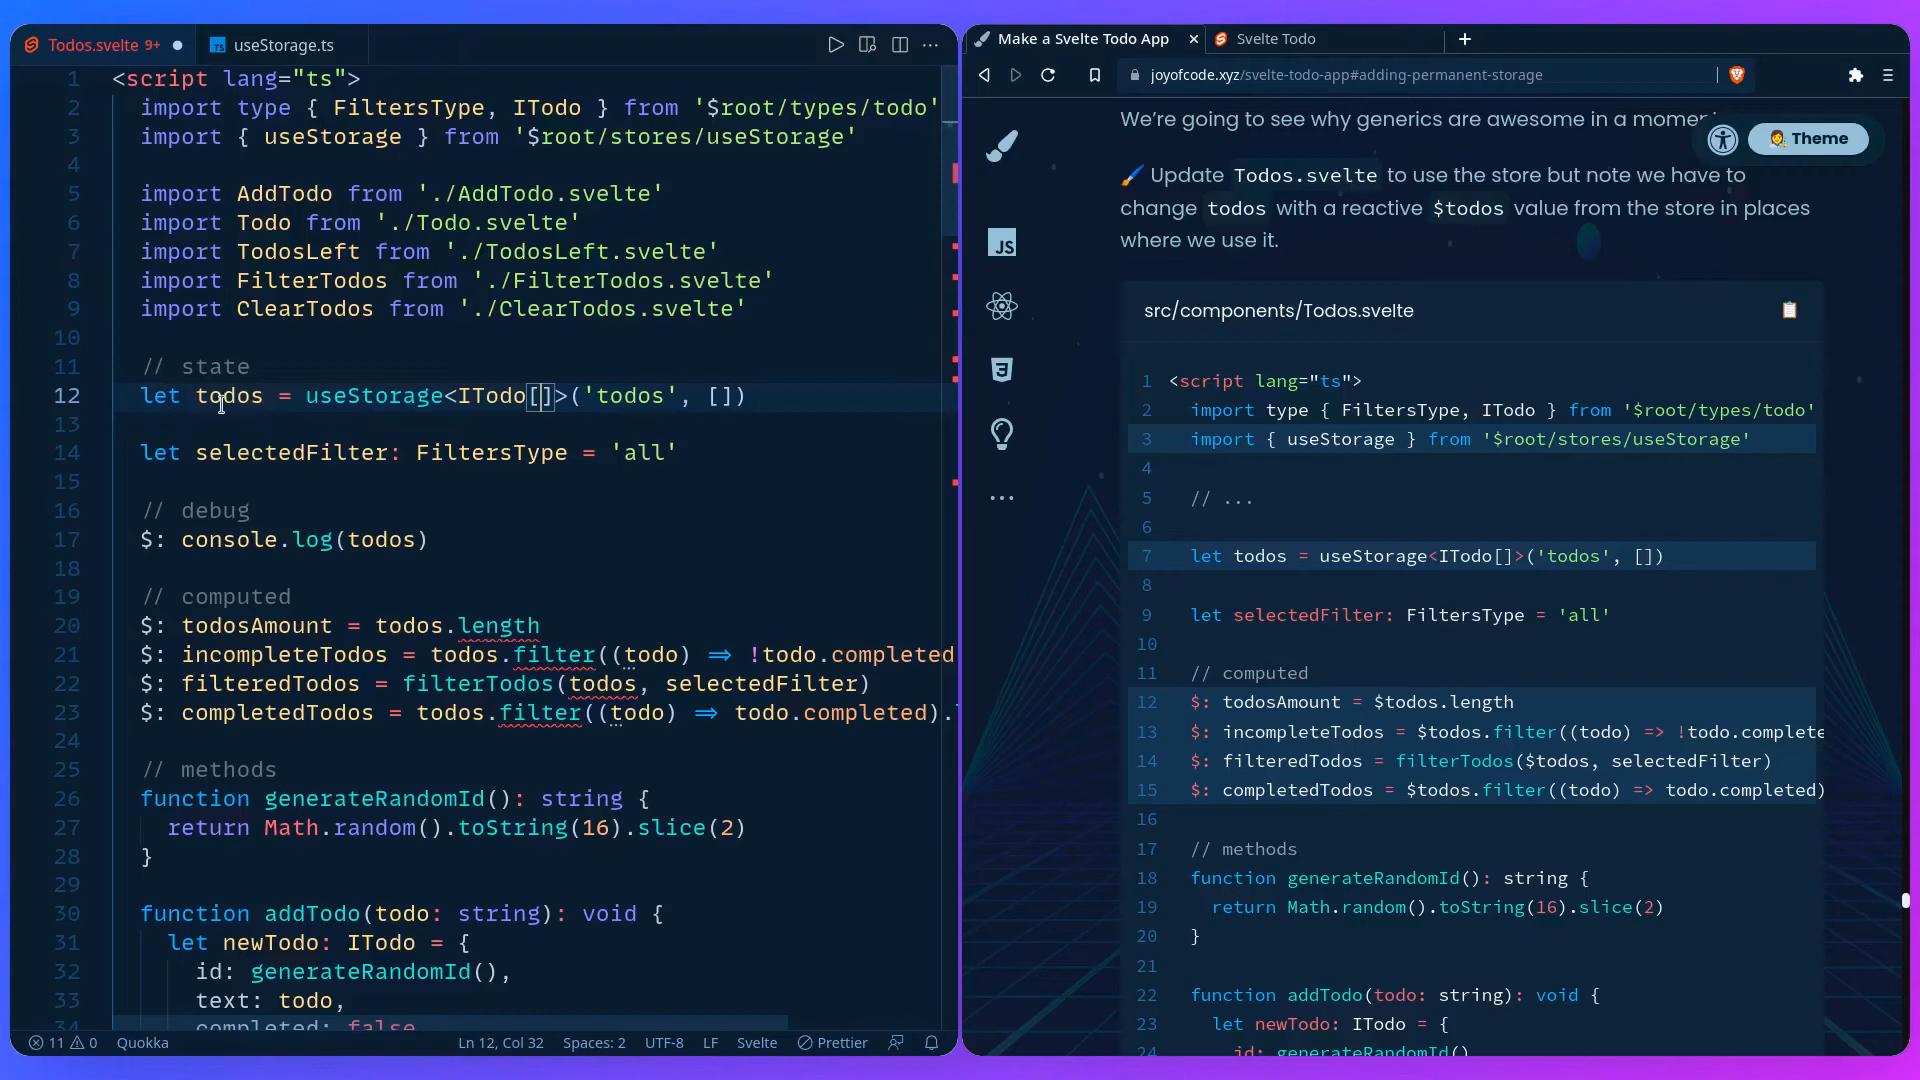 Todos.svelte 9+
TS useStorage.ts
1 <script lang="ts">
2 import type { FiltersType, ITodo } from '$root/types/todo'
3 import { useStorage } from '$root/stores/useStorage'
4
5 import AddTodo from './AddTodo.svelte'
6 import Todo from './Todo.svelte'
7 import TodosLeft from './TodosLeft.svelte'
8 import FilterTodos from './FilterTodos.svelte'
9 import ClearTodos from './ClearTodos.svelte'
10
11 // state
12 let todos = useStorage<ITodo[]>('todos', [])
13
14 let selectedFilter: FiltersType = 'all'
15
16 // debug
17 $: console.log(todos)
18
19 // computed
20 $: todosAmount = todos.length
21 $: incompleteTodos = todos.filter((todo) => !todo.completed
22 $: filteredTodos = filterTodos(todos, selectedFilter)
23 $: completedTodos = todos.filter((todo) => todo.completed).
24
25 // methods
26 function generateRandomId(): string {
27 return Math.random().toString(16).slice(2)
28 }
29
30 function addTodo(todo: string): void {
31 let newTodo: ITodo = {
32 id: generateRandomId(),
33 text: todo,
34 completed: false
11 0 Quokka Ln 12, Col 32 Spaces: 2 UTF-8 LF Svelte Prettier
Make a Svelte Todo App
Svelte Todo
joyofcode.xyz/svelte-todo-app#adding-permanent-storage
We're going to see why generics are awesome in a moment
Theme
JS
Update Todos.svelte to use the store but note we have to
change todos with a reactive $todos value from the store in places
where we use it.
src/components/Todos.svelte
1 <script lang="ts">
2 import type { FiltersType, ITodo } from '$root/types/todo'
3 import { useStorage } from '$root/stores/useStorage'
4
5 // ...
6
7 let todos = useStorage<ITodo[]>('todos', [])
8
9 let selectedFilter: FiltersType = 'all'
10
11 // computed
12 $: todosAmount = $todos.length
13 $: incompleteTodos = $todos.filter((todo) => !todo.complete
14 $: filteredTodos = filterTodos($todos, selectedFilter)
15 $: completedTodos = $todos.filter((todo) => todo.completed)
16
17 // methods
18 function generateRandomId(): string {
19 return Math.random().toString(16).slice(2)
20 }
21
22 function addTodo(todo: string): void {
23 let newTodo: ITodo = {
24 id: generateRandomId()